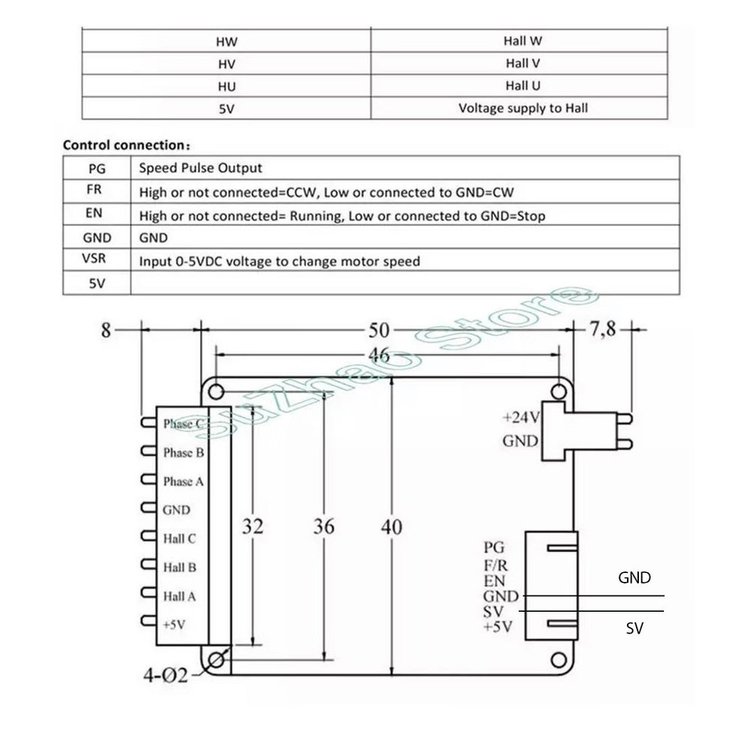 HW Hall W
HV Hall V
HU Hall U
5V Voltage supply to Hall
Control connection:
PG Speed Pulse Output
FR High or not connected=CCW, Low or connected to GND=CW
EN High or not connected= Running, Low or connected to GND=Stop
GND GND
VSR Input 0-5VDC voltage to change motor speed
5V
SuZhao Store
8 50 7,8
46
Phase C
Phase B
Phase A
GND
Hall C
Hall B
Hall A
+5V
32 36 40
+24V
GND
PG
F/R
EN
GND
SV
+5V
GND
SV
4-Ø2